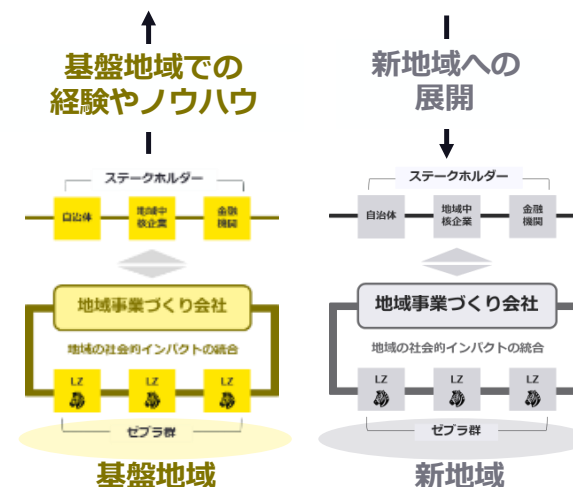 基盤地域での
経験やノウハウ
ステークホルダー
自治体
地域中
核企業
金融
機関
地域事業づくり会社
地域の社会的インパクトの統合
LZ
LZ
LZ
ゼブラ群
基盤地域
新地域への
展開
ステークホルダー
自治体
地域中
核企業
金融
機関
地域事業づくり会社
地域の社会的インパクトの統合
LZ
LZ
LZ
ゼブラ群
新地域